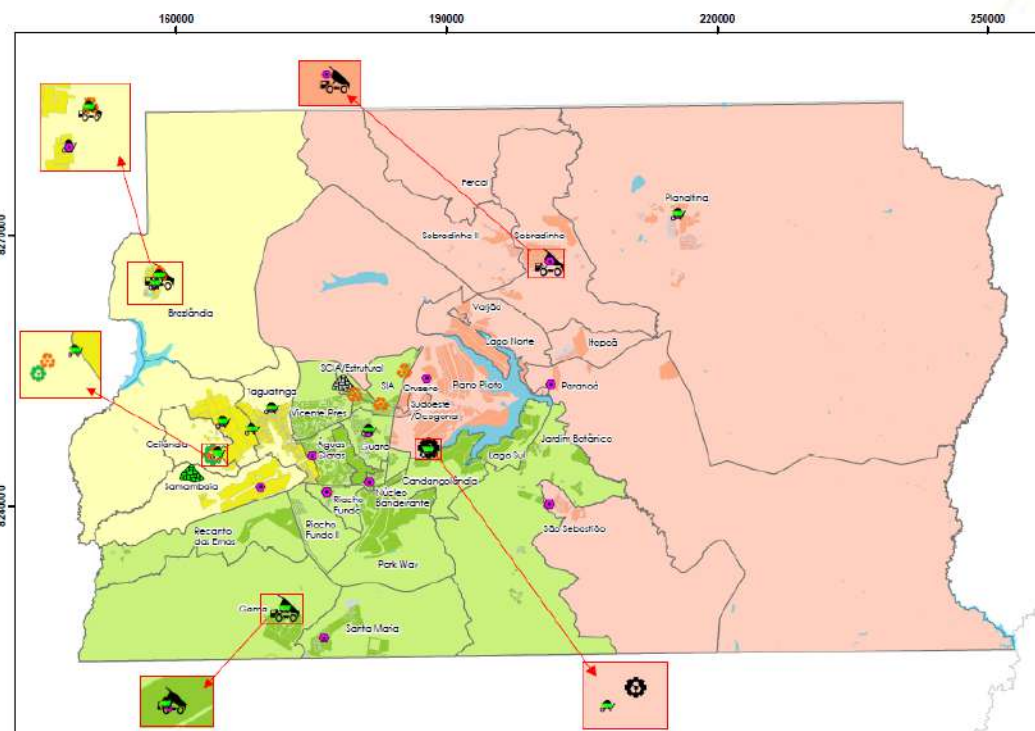 160000
190000
220000
250000
8270000
8240000
Fercal
Planaltina
Sobradinho II
Sobradinho
Brazlândia
Varjão
Lago Norte
Itapoã
SCIA/Estrutural
SIA
Cruzeiro
Plano Piloto
Paranoá
Taguatinga
Vicente Pires
Sudoeste
/Octogonal
Ceilândia
Águas
Claras
Guará
Lago Sul
Jardim Botânico
Samambaia
Candangolândia
Núcleo
Bandeirante
Riacho
Fundo
São Sebastião
Recanto
das Emas
Riacho
Fundo II
Park Way
Gama
Santa Maria